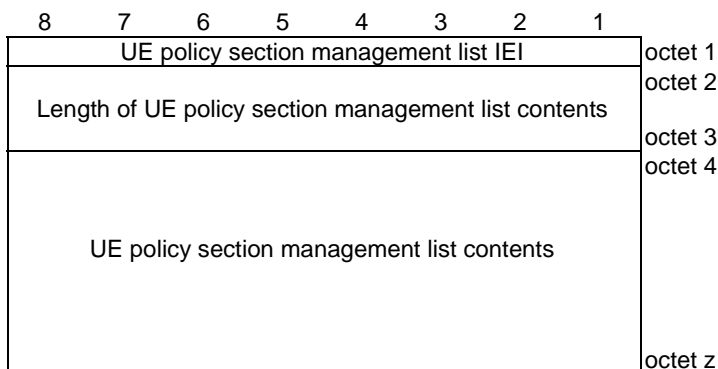 8 7 6 5 4 3 2 1
UE policy section management list IEI octet 1
octet 2
Length of UE policy section management list contents
octet 3
octet 4
UE policy section management list contents
octet z